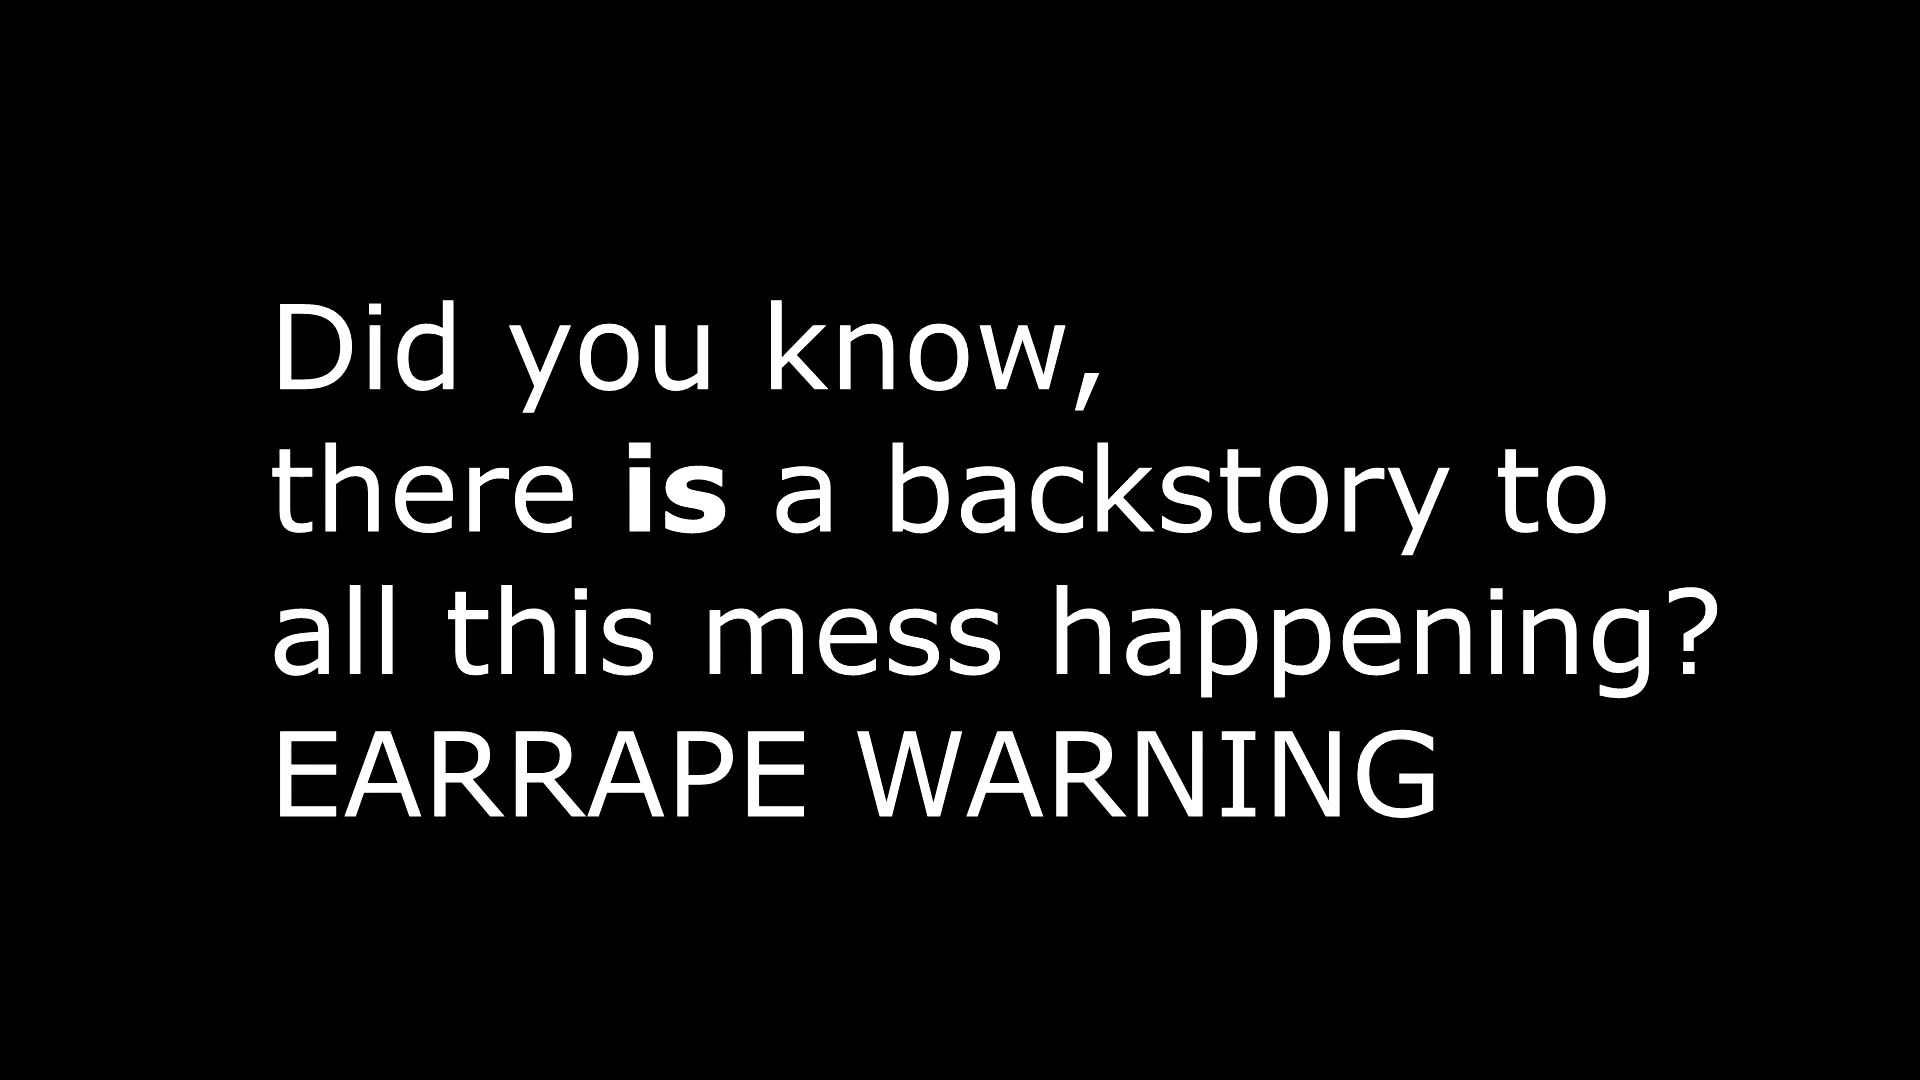 Did you know,
there is a backstory to
all this mess happening?
EARRAPE WARNING